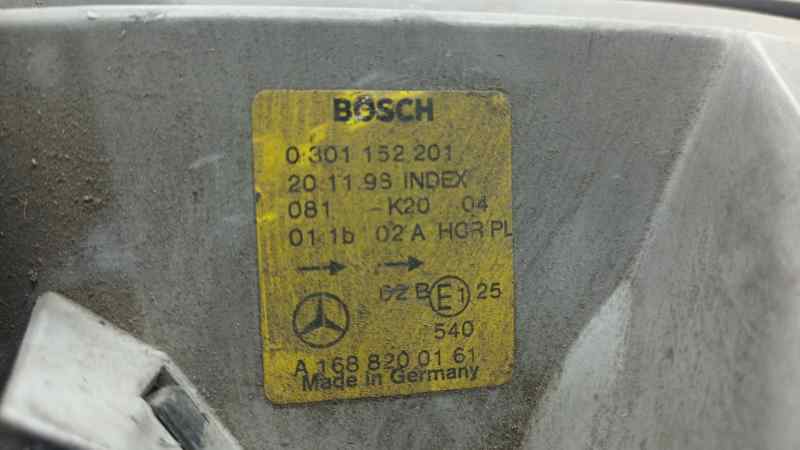 BOSCH
0 301 152 201
20.11.98 INDEX
081 -K20 04
01 1b 02 A HCR PL
→ →
02 B E1 25
540
A 168 820 01 61
Made in Germany